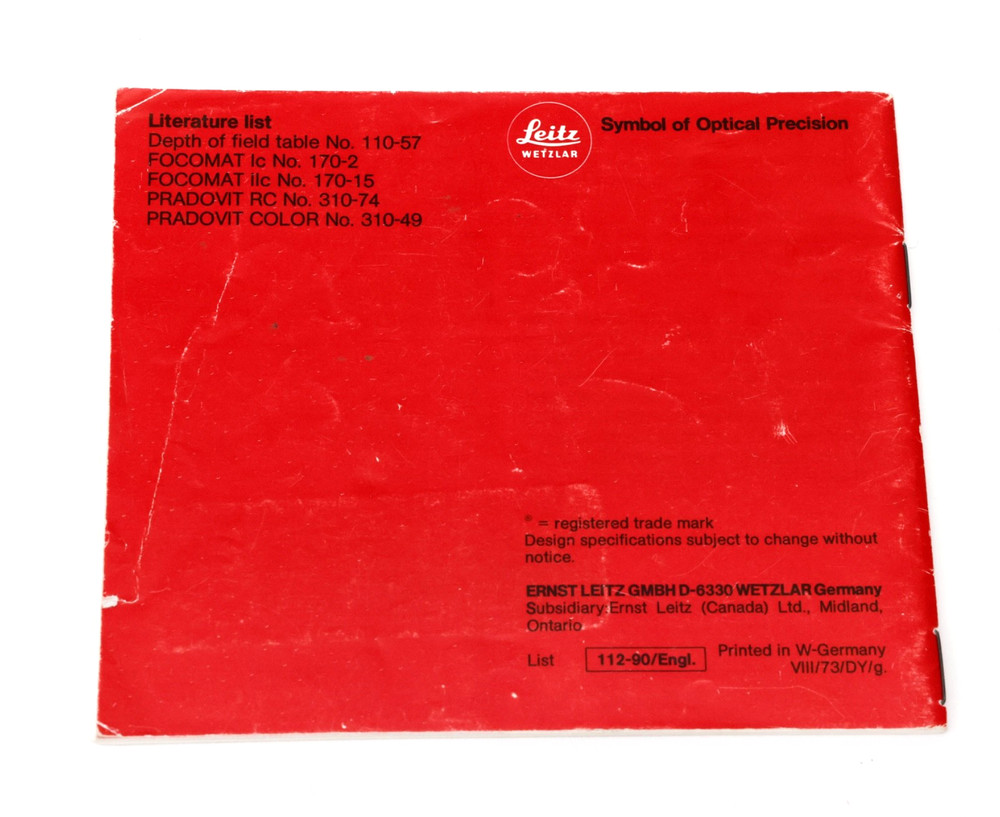 Literature list
Depth of field table No. 110-57
FOCOMAT Ic No. 170-2
FOCOMAT IIc No. 170-15
PRADOVIT RC No. 310-74
PRADOVIT COLOR No. 310-49
Leitz
WETZLAR
Symbol of Optical Precision
* = registered trade mark
Design specifications subject to change without
notice.
ERNST LEITZ GMBH D-6330 WETZLAR Germany
Subsidiary: Ernst Leitz (Canada) Ltd., Midland,
Ontario
List 112-90/Engl.
Printed in W-Germany
VIII/73/DY/g.